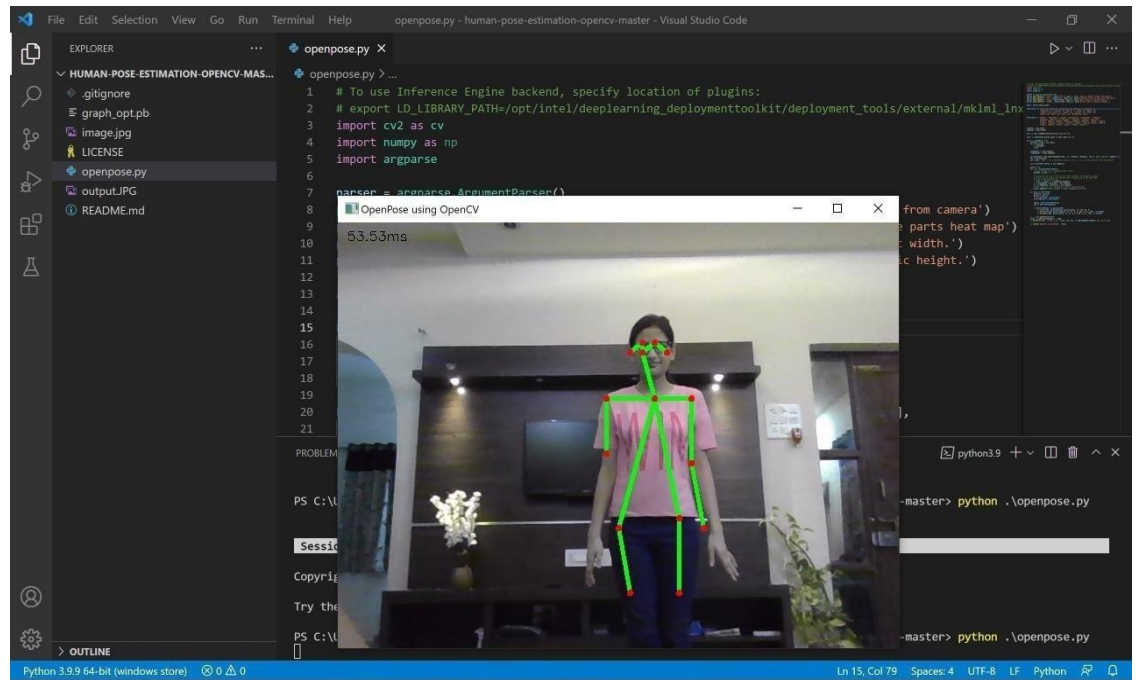 File Edit Selection View Go Run Terminal Help openpose.py - human-pose-estimation-opencv-master - Visual Studio Code
EXPLORER
HUMAN-POSE-ESTIMATION-OPENCV-MAS...
.gitignore
graph_opt.pb
image.jpg
LICENSE
openpose.py
output.JPG
README.md
OUTLINE
openpose.py
openpose.py > ...
1 # To use Inference Engine backend, specify location of plugins:
2 # export LD_LIBRARY_PATH=/opt/intel/deeplearning_deploymenttoolkit/deployment_tools/external/mklml_lnx
3 import cv2 as cv
4 import numpy as np
5 import argparse
6
7 parser = argparse.ArgumentParser()
8 from camera')
9 parts heat map')
10 width.')
11 ic height.')
12
13
14
15
16
17
18
19
20 ],
21
OpenPose using OpenCV
53.53ms
PROBLEM
python3.9
PS C:\U -master> python .\openpose.py
Sessio
Copyrig
Try the
PS C:\U -master> python .\openpose.py
Python 3.9.9 64-bit (windows store) 0 0 Ln 15, Col 79 Spaces: 4 UTF-8 LF Python